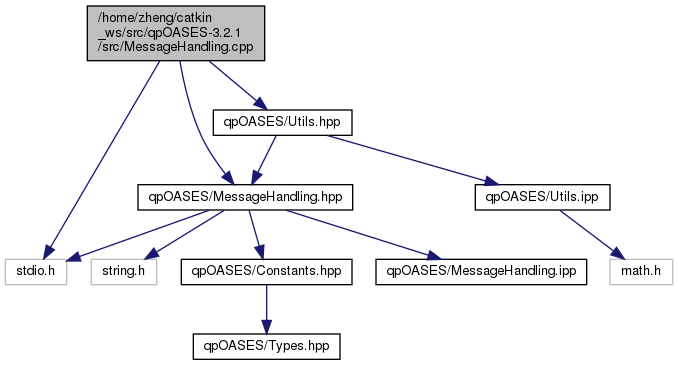 /home/zheng/catkin
_ws/src/qpOASES-3.2.1
/src/MessageHandling.cpp
qpOASES/Utils.hpp
qpOASES/MessageHandling.hpp
qpOASES/Utils.ipp
stdio.h
string.h
qpOASES/Constants.hpp
qpOASES/MessageHandling.ipp
math.h
qpOASES/Types.hpp